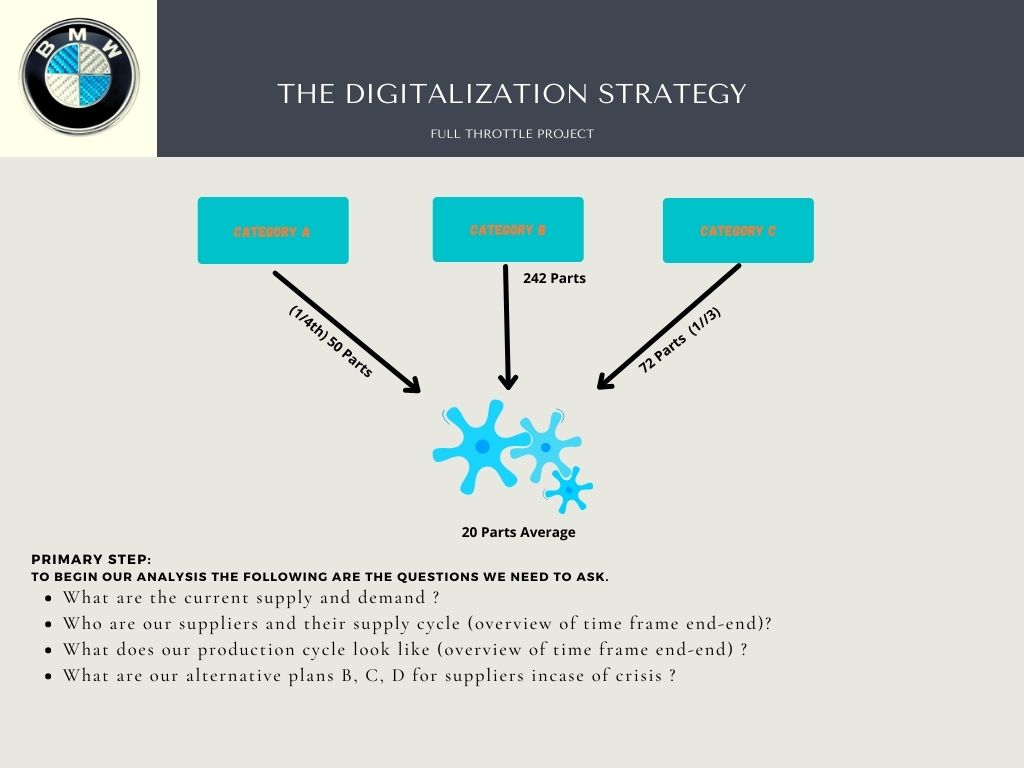 BMW
THE DIGITALIZATION STRATEGY
FULL THROTTLE PROJECT
CATEGORY A
CATEGORY B
CATEGORY C
242 Parts
(1/4th) 50 Parts
72 Parts (1//3)
20 Parts Average
PRIMARY STEP:
TO BEGIN OUR ANALYSIS THE FOLLOWING ARE THE QUESTIONS WE NEED TO ASK.
• What are the current supply and demand ?
• Who are our suppliers and their supply cycle (overview of time frame end-end)?
• What does our production cycle look like (overview of time frame end-end) ?
• What are our alternative plans B, C, D for suppliers incase of crisis ?